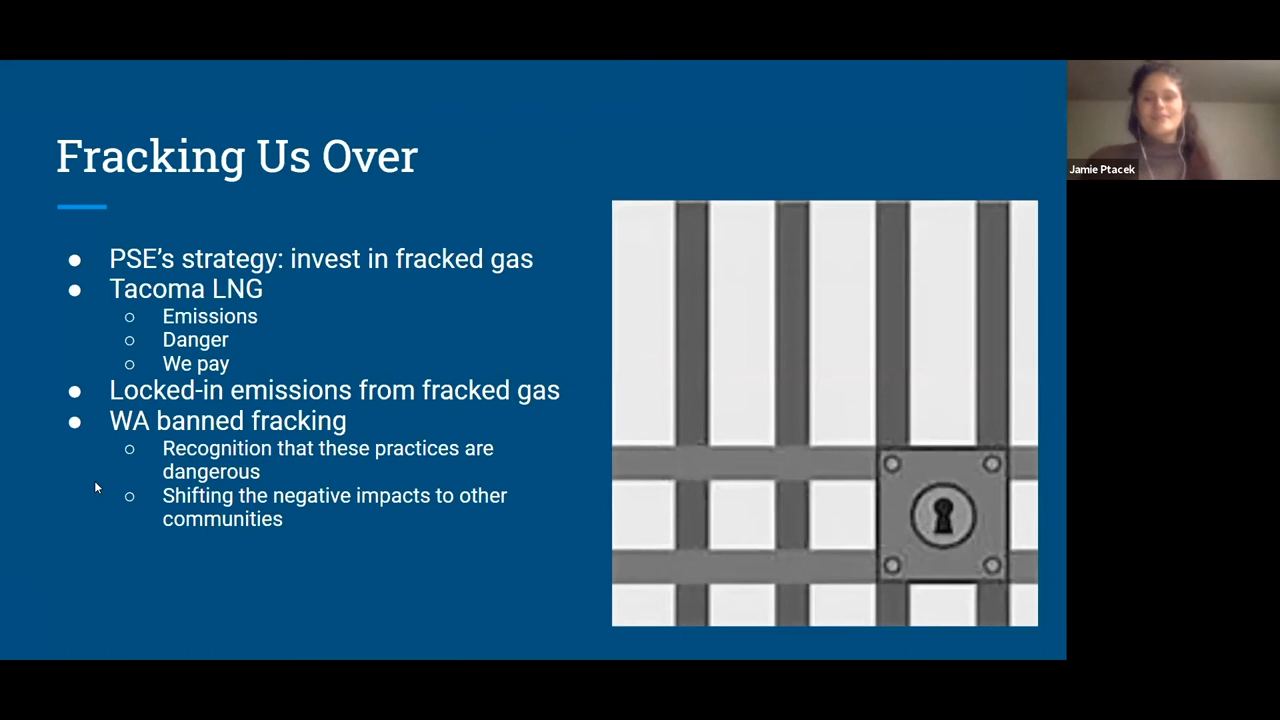 Fracking Us Over
● PSE’s strategy: invest in fracked gas
● Tacoma LNG
○ Emissions
○ Danger
○ We pay
● Locked-in emissions from fracked gas
● WA banned fracking
○ Recognition that these practices are
dangerous
○ Shifting the negative impacts to other
communities
Jamie Ptacek